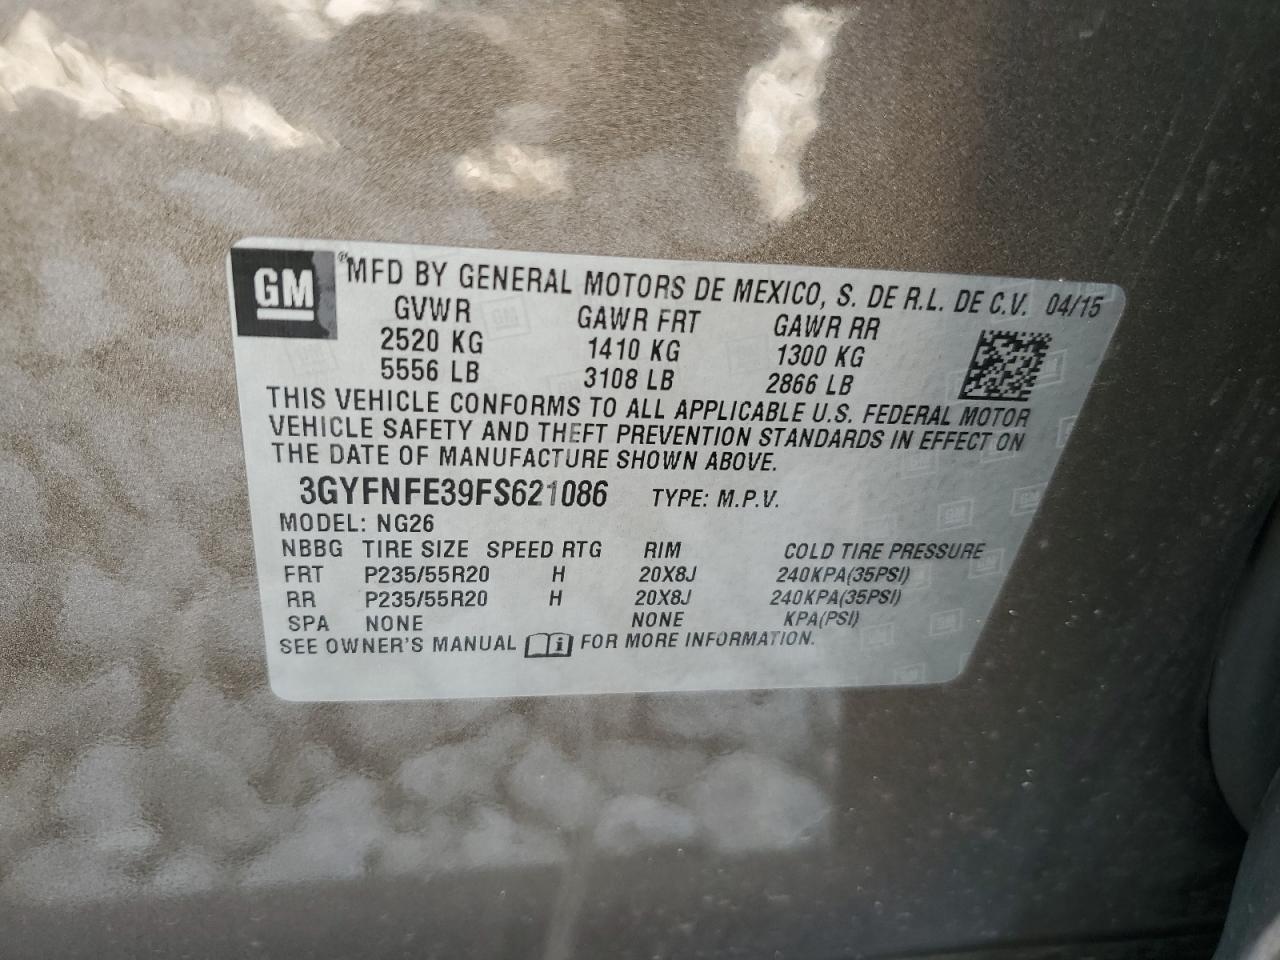 GM
®MFD BY GENERAL MOTORS DE MEXICO, S. DE R.L. DE C.V. 04/15
GVWR GAWR FRT GAWR RR
2520 KG 1410 KG 1300 KG
5556 LB 3108 LB 2866 LB
THIS VEHICLE CONFORMS TO ALL APPLICABLE U.S. FEDERAL MOTOR
VEHICLE SAFETY AND THEFT PREVENTION STANDARDS IN EFFECT ON
THE DATE OF MANUFACTURE SHOWN ABOVE.
3GYFNFE39FS621086 TYPE: M.P.V.
MODEL: NG26
NBBG TIRE SIZE SPEED RTG RIM COLD TIRE PRESSURE
FRT P235/55R20 H 20X8J 240KPA(35PSI)
RR P235/55R20 H 20X8J 240KPA(35PSI)
SPA NONE NONE KPA(PSI)
SEE OWNER'S MANUAL i FOR MORE INFORMATION.